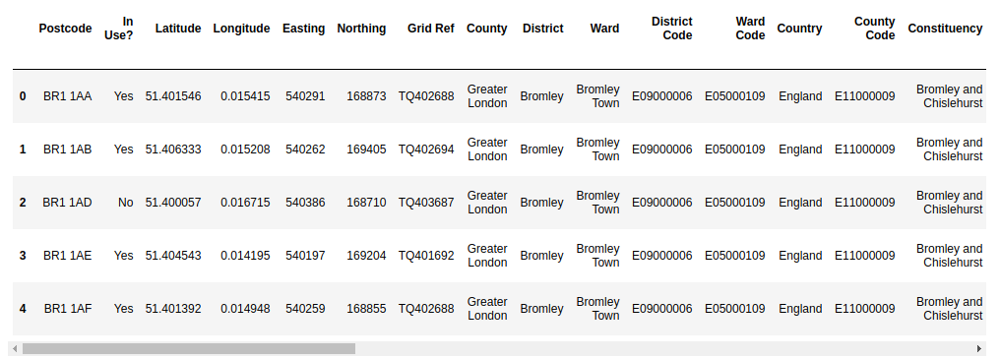 Postcode In Use? Latitude Longitude Easting Northing Grid Ref County District Ward District Code Ward Code Country County Code Constituency
0 BR1 1AA Yes 51.401546 0.015415 540291 168873 TQ402688 Greater London Bromley Bromley Town E09000006 E05000109 England E11000009 Bromley and Chislehurst
1 BR1 1AB Yes 51.406333 0.015208 540262 169405 TQ402694 Greater London Bromley Bromley Town E09000006 E05000109 England E11000009 Bromley and Chislehurst
2 BR1 1AD No 51.400057 0.016715 540386 168710 TQ403687 Greater London Bromley Bromley Town E09000006 E05000109 England E11000009 Bromley and Chislehurst
3 BR1 1AE Yes 51.404543 0.014195 540197 169204 TQ401692 Greater London Bromley Bromley Town E09000006 E05000109 England E11000009 Bromley and Chislehurst
4 BR1 1AF Yes 51.401392 0.014948 540259 168855 TQ402688 Greater London Bromley Bromley Town E09000006 E05000109 England E11000009 Bromley and Chislehurst